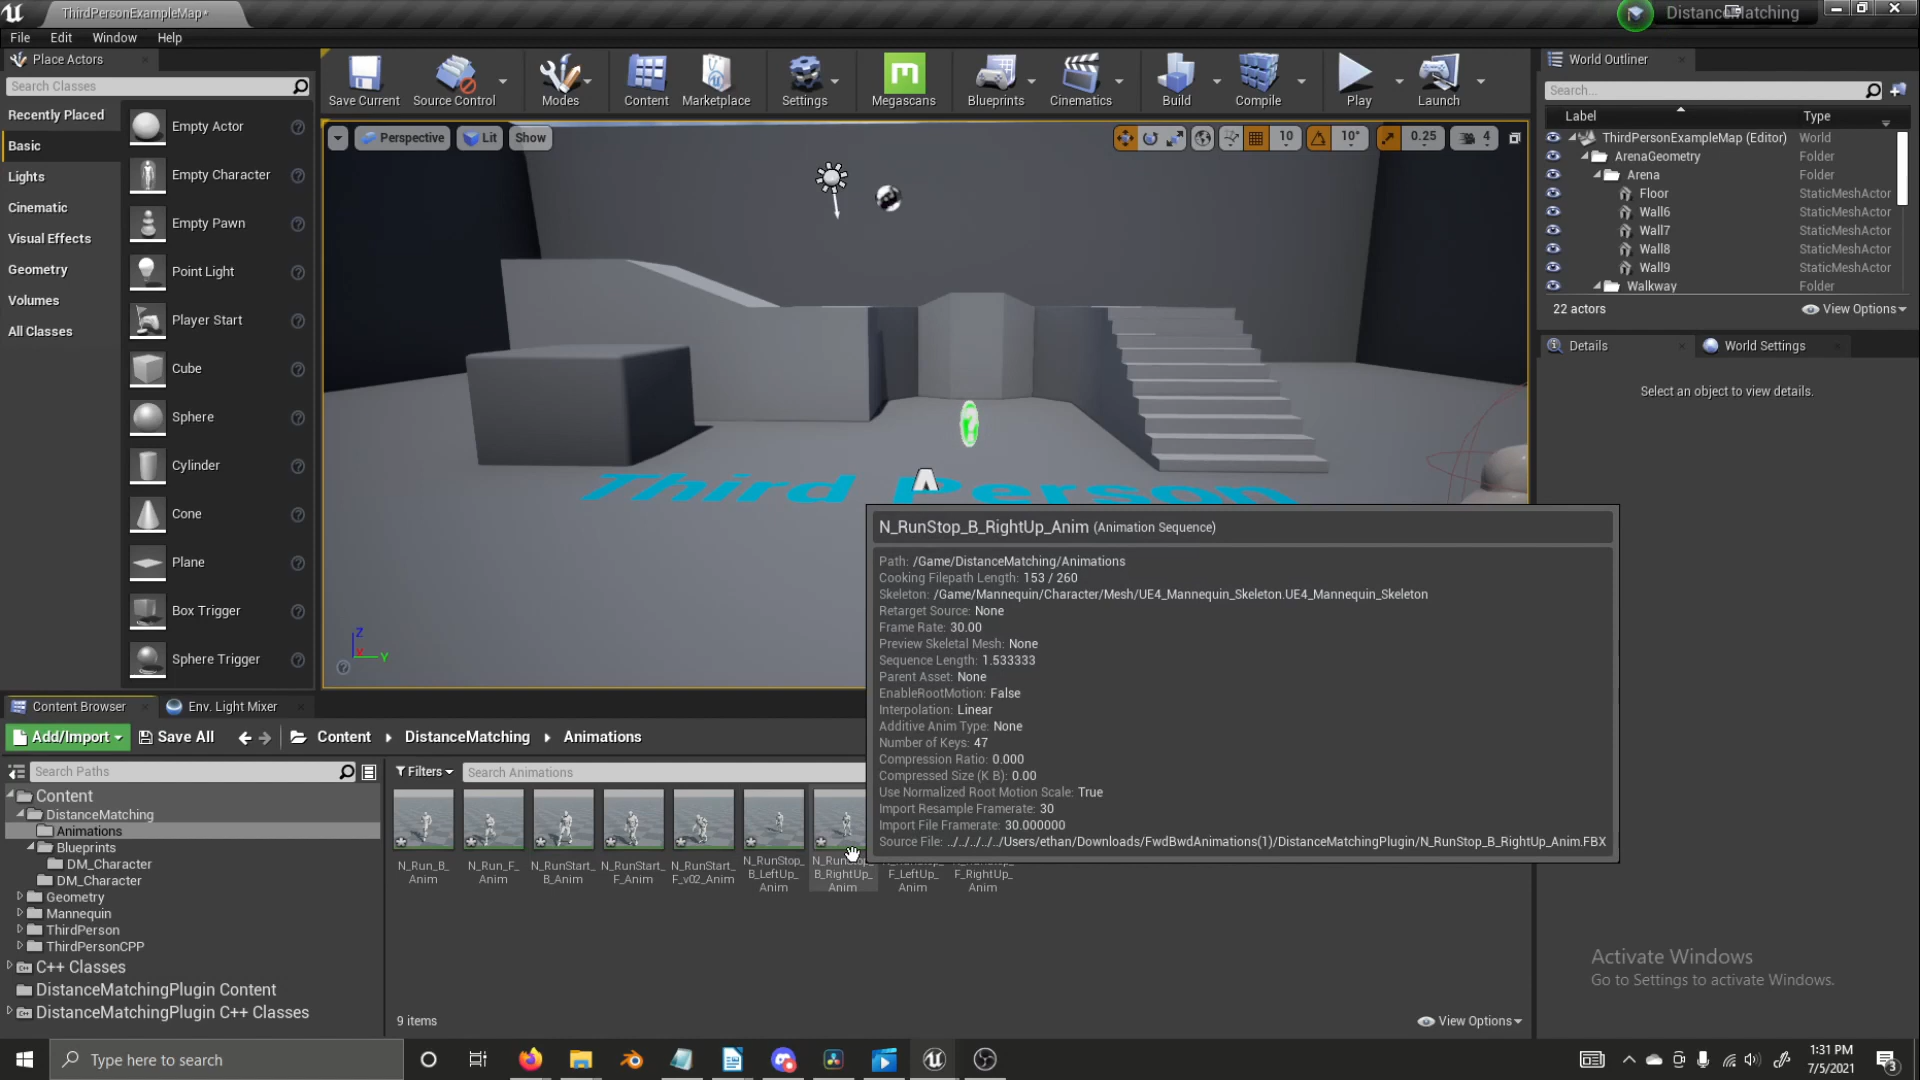 ThirdPersonExampleMap*
DistanceMatching
File Edit Window Help
Place Actors
Search Classes
Recently Placed
Basic
Lights
Cinematic
Visual Effects
Geometry
Volumes
All Classes
Empty Actor
Empty Character
Empty Pawn
Point Light
Player Start
Cube
Sphere
Cylinder
Cone
Plane
Box Trigger
Sphere Trigger
Save Current
Source Control
Modes
Content
Marketplace
Settings
Megascans
Blueprints
Cinematics
Build
Compile
Play
Launch
Perspective
Lit
Show
10
10°
0.25
4
Third Person
Z
X
Y
World Outliner
Search...
Label Type
ThirdPersonExampleMap (Editor) World
ArenaGeometry Folder
Arena Folder
Floor StaticMeshActor
Wall6 StaticMeshActor
Wall7 StaticMeshActor
Wall8 StaticMeshActor
Wall9 StaticMeshActor
Walkway Folder
22 actors
View Options
Details
World Settings
Select an object to view details.
N_RunStop_B_RightUp_Anim (Animation Sequence)
Path: /Game/DistanceMatching/Animations
Cooking Filepath Length: 153 / 260
Skeleton: /Game/Mannequin/Character/Mesh/UE4_Mannequin_Skeleton.UE4_Mannequin_Skeleton
Retarget Source: None
Frame Rate: 30.00
Preview Skeletal Mesh: None
Sequence Length: 1.533333
Parent Asset: None
EnableRootMotion: False
Interpolation: Linear
Additive Anim Type: None
Number of Keys: 47
Compression Ratio: 0.000
Compressed Size (K B): 0.00
Use Normalized Root Motion Scale: True
Import Resample Framerate: 30
Import File Framerate: 30.000000
Source File: ../../../../../Users/ethan/Downloads/FwdBwdAnimations(1)/DistanceMatchingPlugin/N_RunStop_B_RightUp_Anim.FBX
Content Browser
Env. Light Mixer
Add/Import
Save All
Content
DistanceMatching
Animations
Search Paths
Filters
Search Animations
Content
DistanceMatching
Animations
Blueprints
DM_Character
DM_Character
Geometry
Mannequin
ThirdPerson
ThirdPersonCPP
C++ Classes
DistanceMatchingPlugin Content
DistanceMatchingPlugin C++ Classes
N_Run_B_
Anim
N_Run_F_
Anim
N_RunStart_
B_Anim
N_RunStart_
F_Anim
N_RunStart_
F_v02_Anim
N_RunStop_
B_LeftUp_
Anim
B_RightUp_
Anim
F_LeftUp_
Anim
F_RightUp_
Anim
9 items
View Options
Activate Windows
Go to Settings to activate Windows.
Type here to search
1:31 PM
7/5/2021
3